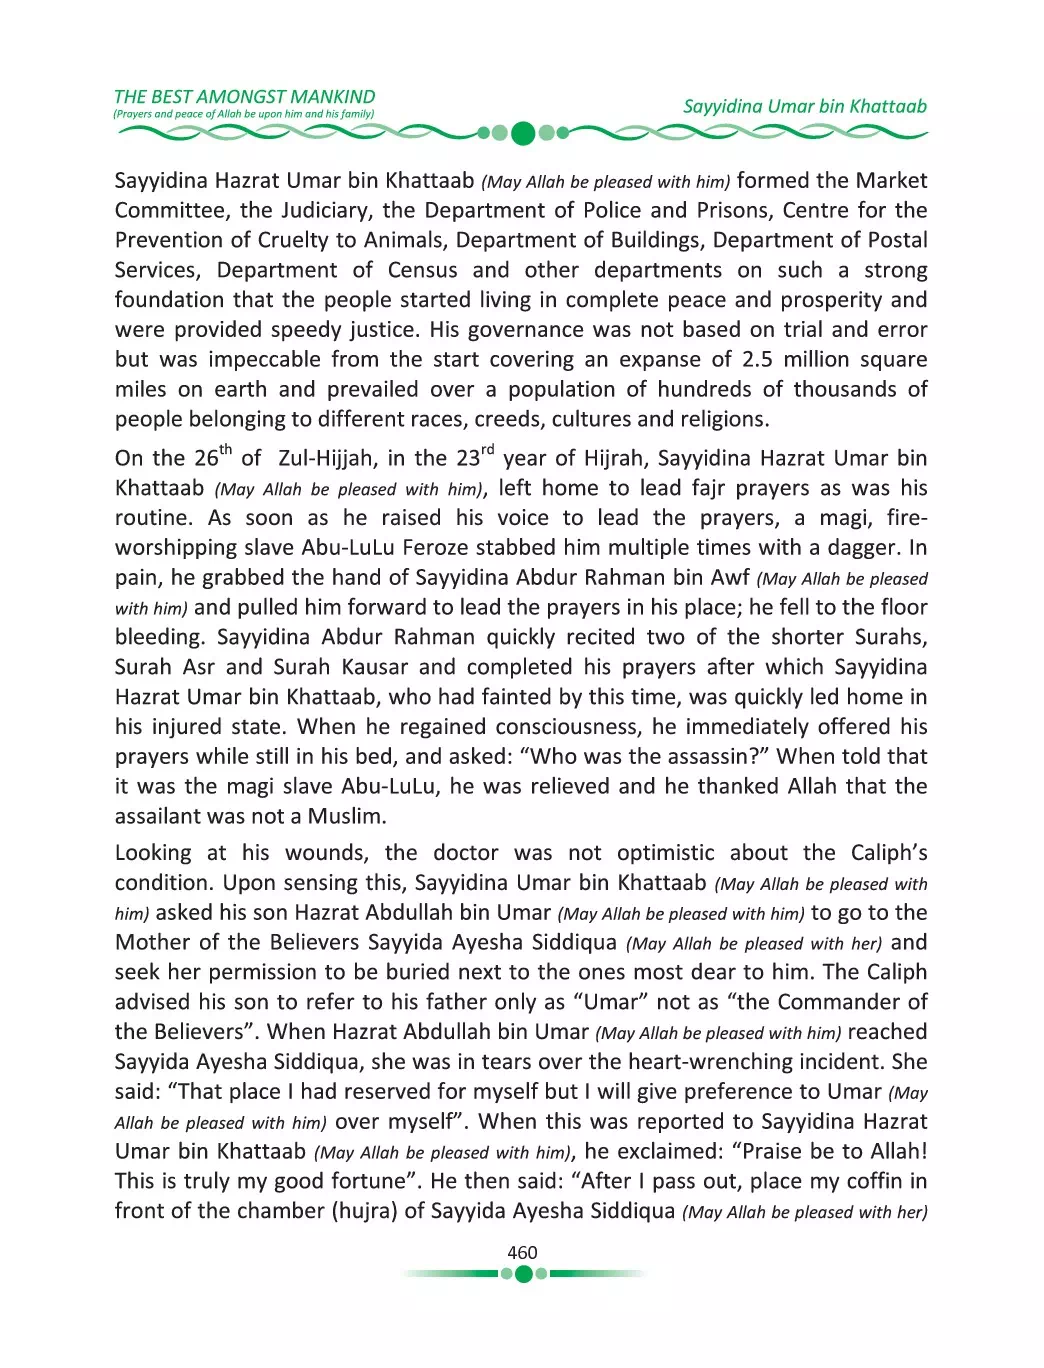 THE BEST AMONGST MANKIND
(Prayers and peace of Allah be upon him and his family)
Sayyidina Umar bin Khattaab
Sayyidina Hazrat Umar bin Khattaab (May Allah be pleased with him) formed the Market
Committee, the Judiciary, the Department of Police and Prisons, Centre for the
Prevention of Cruelty to Animals, Department of Buildings, Department of Postal
Services, Department of Census and other departments on such a strong
foundation that the people started living in complete peace and prosperity and
were provided speedy justice. His governance was not based on trial and error
but was impeccable from the start covering an expanse of 2.5 million square
miles on earth and prevailed over a population of hundreds of thousands of
people belonging to different races, creeds, cultures and religions.
On the 26th of Zul-Hijjah, in the 23rd year of Hijrah, Sayyidina Hazrat Umar bin
Khattaab (May Allah be pleased with him), left home to lead fajr prayers as was his
routine. As soon as he raised his voice to lead the prayers, a magi, fire-
worshipping slave Abu-LuLu Feroze stabbed him multiple times with a dagger. In
pain, he grabbed the hand of Sayyidina Abdur Rahman bin Awf (May Allah be pleased
with him) and pulled him forward to lead the prayers in his place; he fell to the floor
bleeding. Sayyidina Abdur Rahman quickly recited two of the shorter Surahs,
Surah Asr and Surah Kausar and completed his prayers after which Sayyidina
Hazrat Umar bin Khattaab, who had fainted by this time, was quickly led home in
his injured state. When he regained consciousness, he immediately offered his
prayers while still in his bed, and asked: “Who was the assassin?” When told that
it was the magi slave Abu-LuLu, he was relieved and he thanked Allah that the
assailant was not a Muslim.
Looking at his wounds, the doctor was not optimistic about the Caliph’s
condition. Upon sensing this, Sayyidina Umar bin Khattaab (May Allah be pleased with
him) asked his son Hazrat Abdullah bin Umar (May Allah be pleased with him) to go to the
Mother of the Believers Sayyida Ayesha Siddiqua (May Allah be pleased with her) and
seek her permission to be buried next to the ones most dear to him. The Caliph
advised his son to refer to his father only as “Umar” not as “the Commander of
the Believers”. When Hazrat Abdullah bin Umar (May Allah be pleased with him) reached
Sayyida Ayesha Siddiqua, she was in tears over the heart-wrenching incident. She
said: “That place I had reserved for myself but I will give preference to Umar (May
Allah be pleased with him) over myself”. When this was reported to Sayyidina Hazrat
Umar bin Khattaab (May Allah be pleased with him), he exclaimed: “Praise be to Allah!
This is truly my good fortune”. He then said: “After I pass out, place my coffin in
front of the chamber (hujra) of Sayyida Ayesha Siddiqua (May Allah be pleased with her)
460